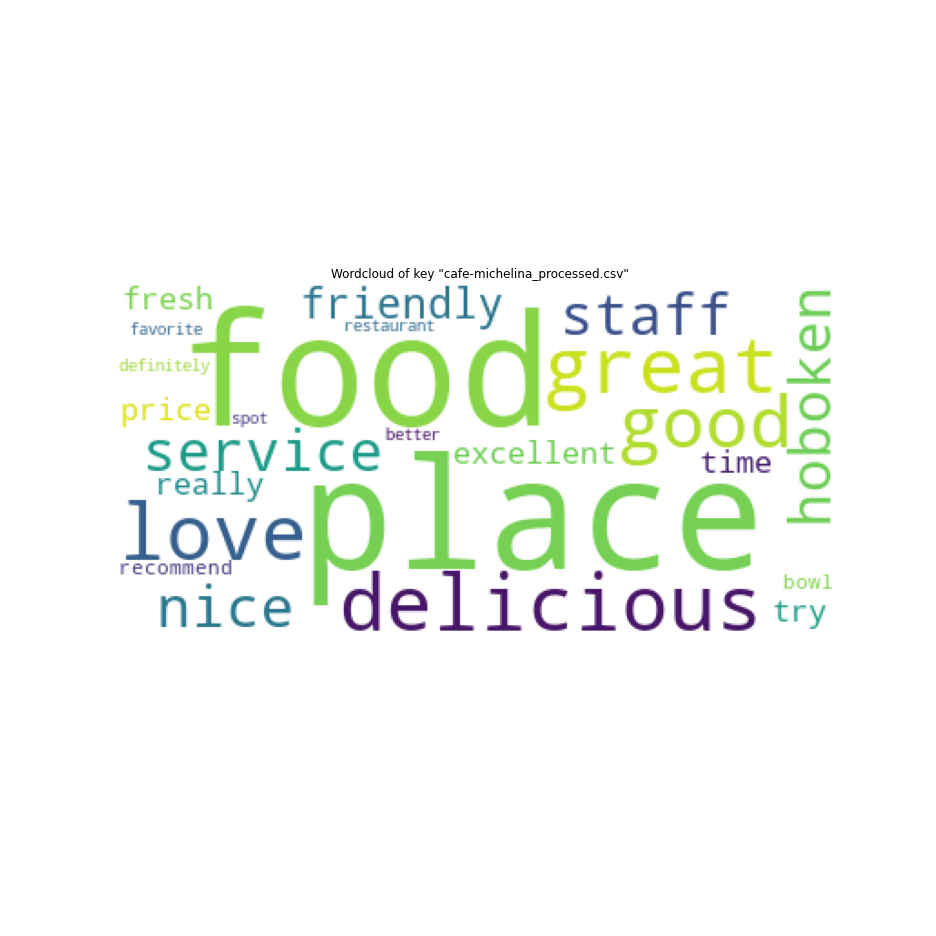 Wordcloud of key "cafe-michelina_processed.csv"
fresh
friendly
staff
hoboken
favorite
restaurant
food
great
definitely
price
spot
good
better
service
excellent
time
really
place
love
recommend
nice
delicious
bowl
try